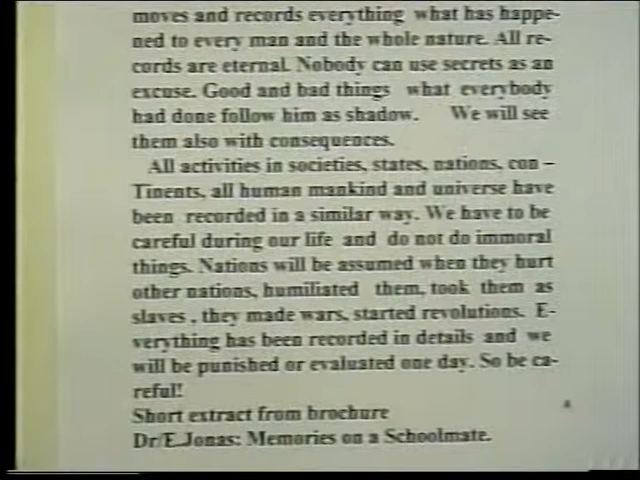 moves and records everything what has happe-
ned to every man and the whole nature. All re-
cords are eternal. Nobody can use secrets as an
excuse. Good and bad things what everybody
had done follow him as shadow. We will see
them also with consequences.
All activities in societies, states, nations, con –
Tinents, all human mankind and universe have
been recorded in a similar way. We have to be
careful during our life and do not do immoral
things. Nations will be assumed when they hurt
other nations, humiliated them, took them as
slaves , they made wars, started revolutions. E-
verything has been recorded in details and we
will be punished or evaluated one day. So be ca-
reful!
Short extract from brochure
Dr/E.Jonas: Memories on a Schoolmate.